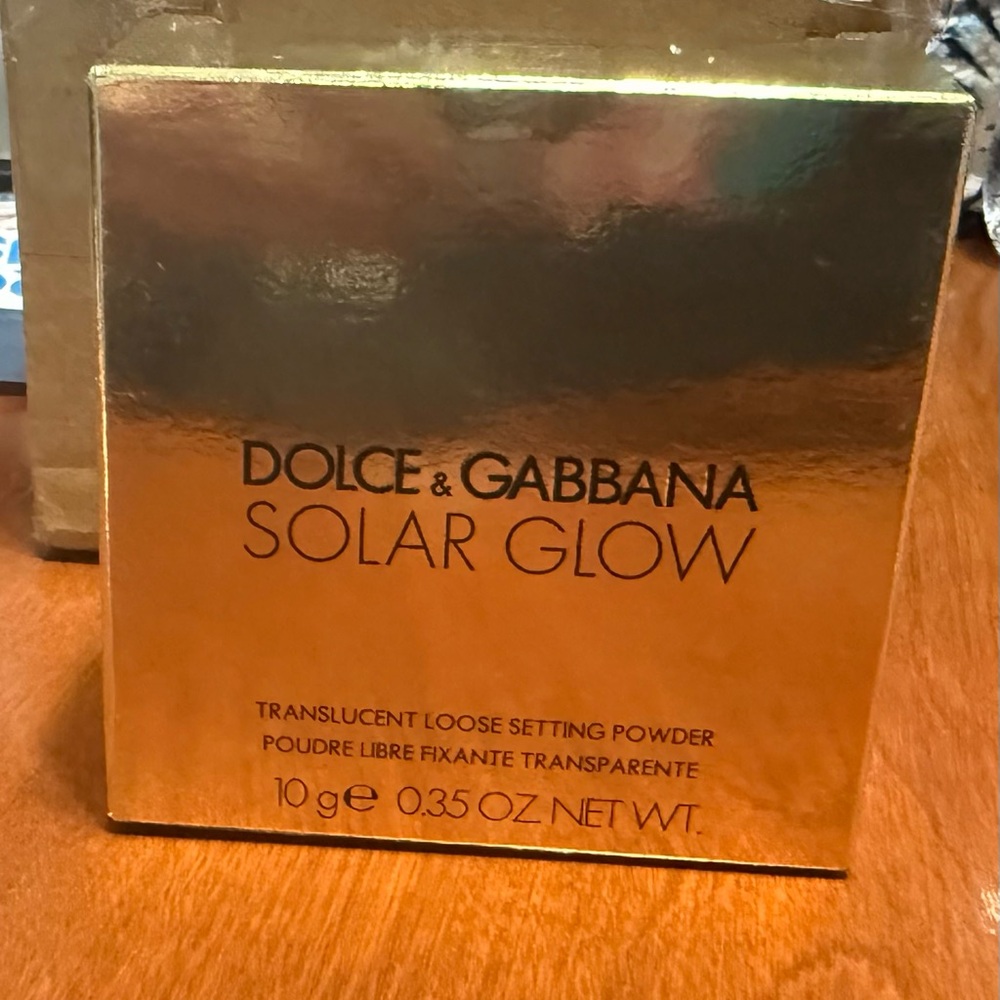 DOLCE & GABBANA
SOLAR GLOW
TRANSLUCENT LOOSE SETTING POWDER
POUDRE LIBRE FIXANTE TRANSPARENTE
10 g e 0.35 OZ NET WT.